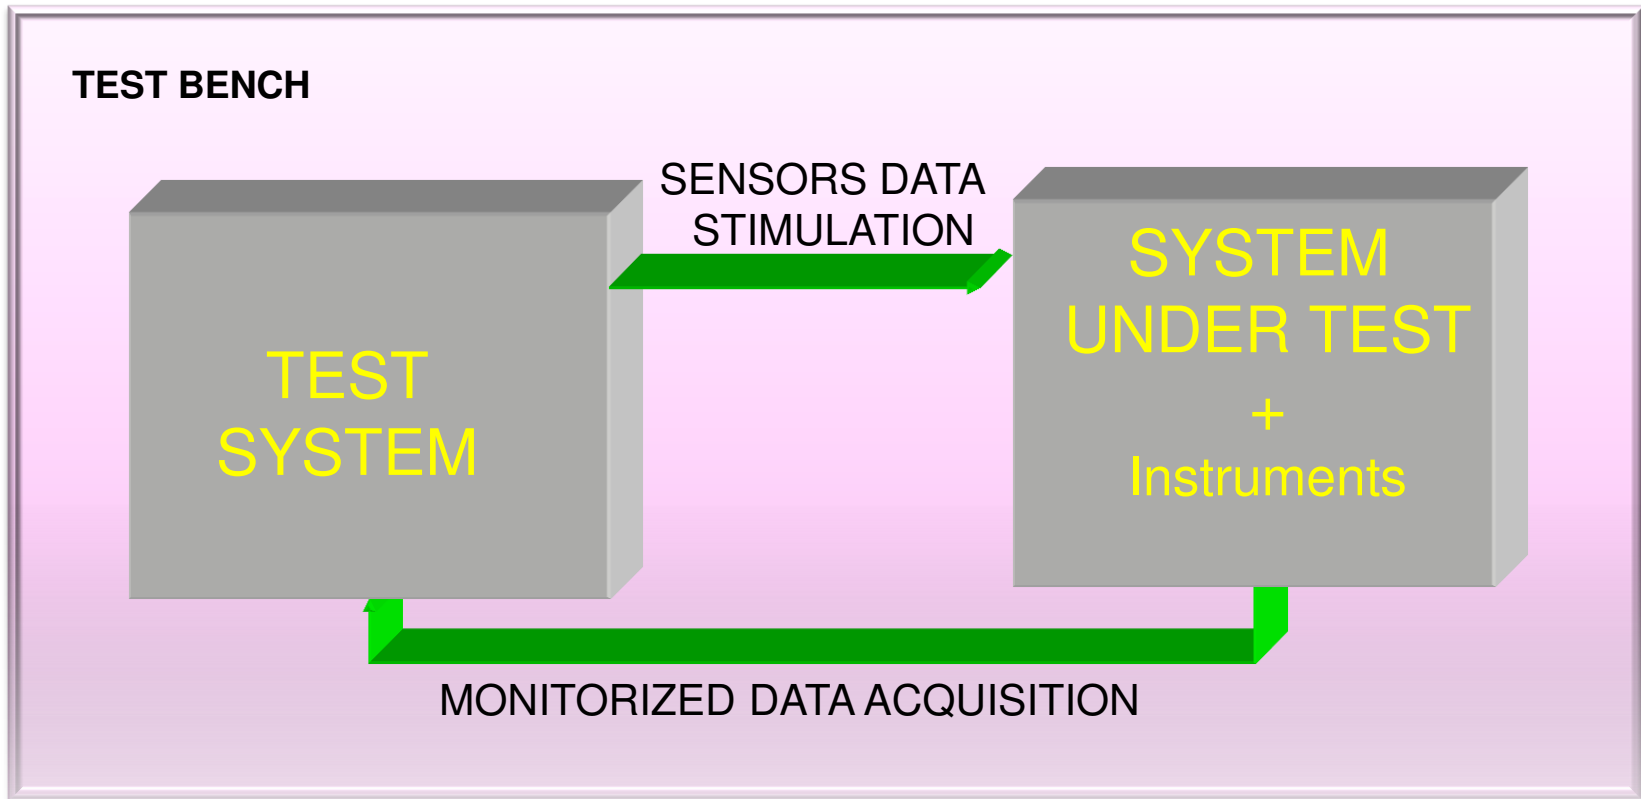 TEST BENCH
SENSORS DATA
STIMULATION
TEST
SYSTEM
SYSTEM
UNDER TEST
+
Instruments
MONITORIZED DATA ACQUISITION